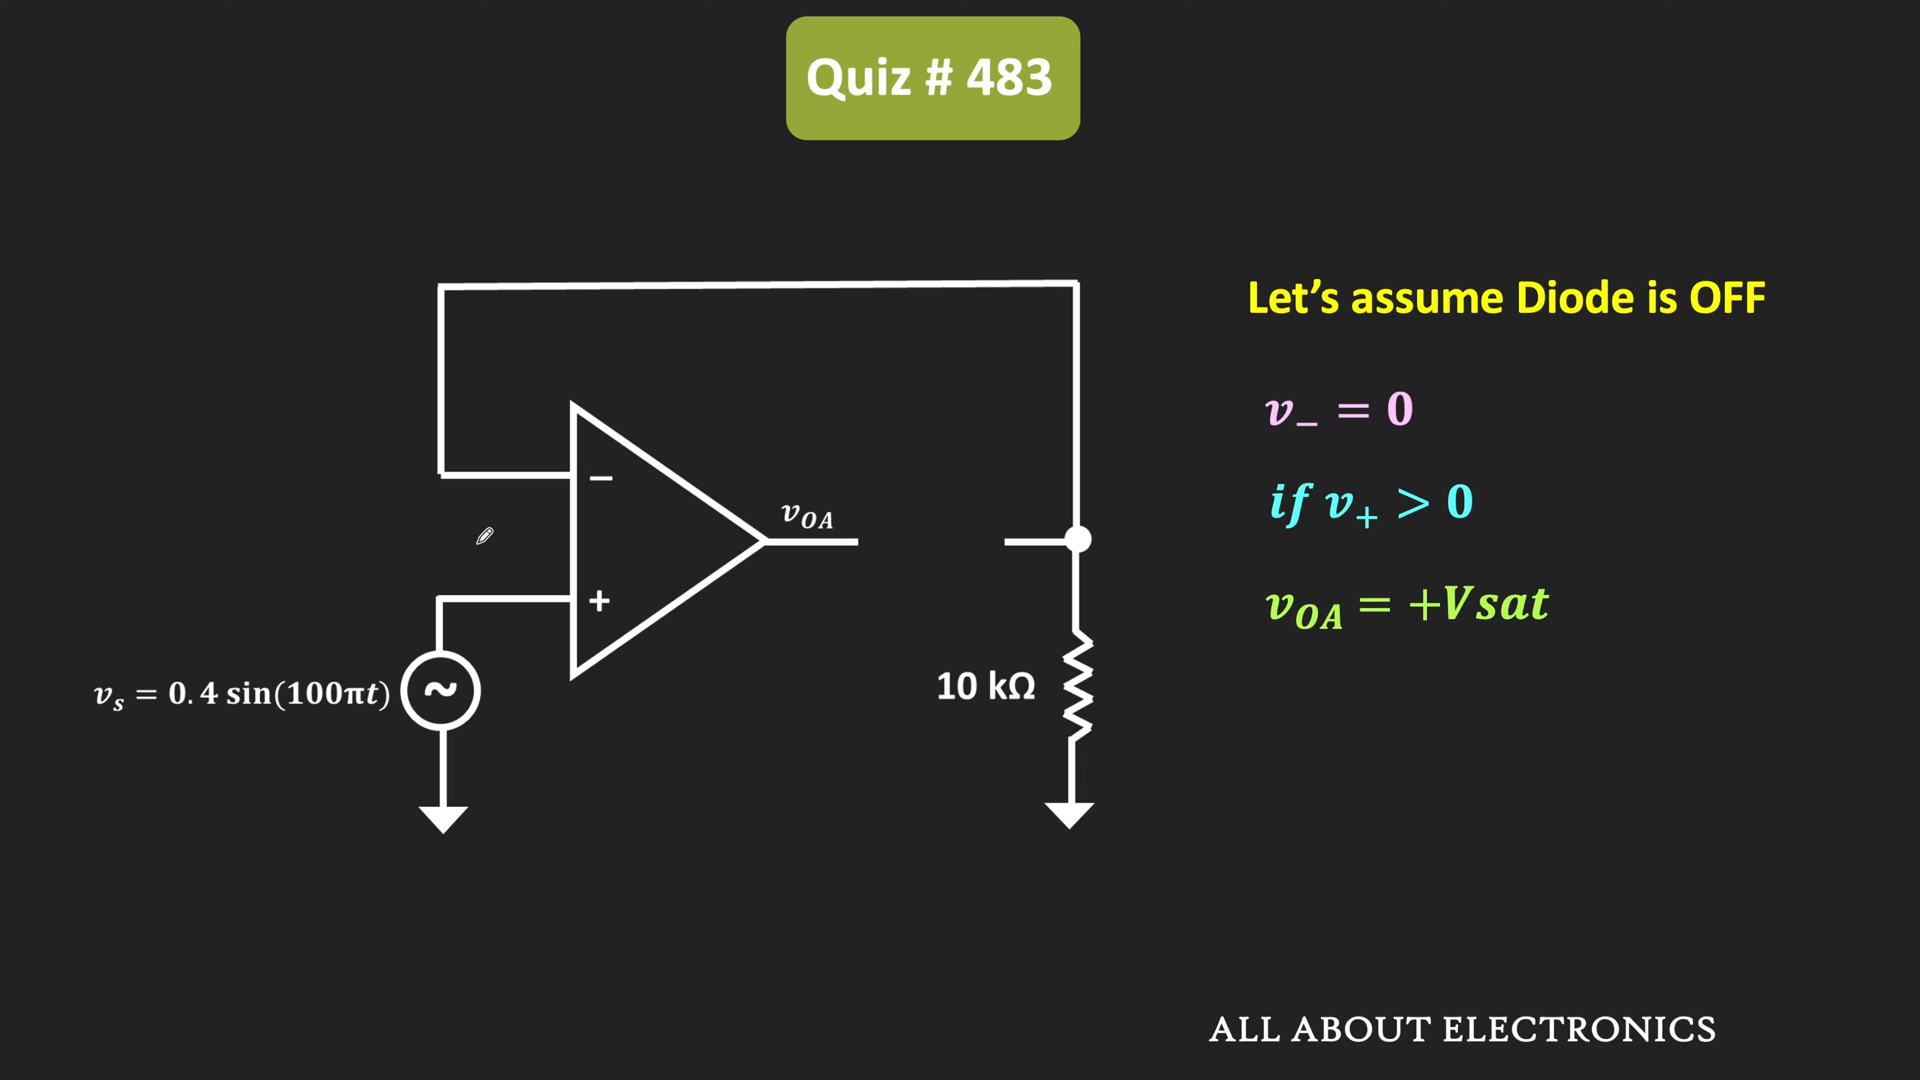 Quiz # 483
Let's assume Diode is OFF
v₋ = 0
if v₊ > 0
−
v_OA
+
v_OA = +Vsat
v_s = 0.4 sin(100πt)
~
10 kΩ
ALL ABOUT ELECTRONICS